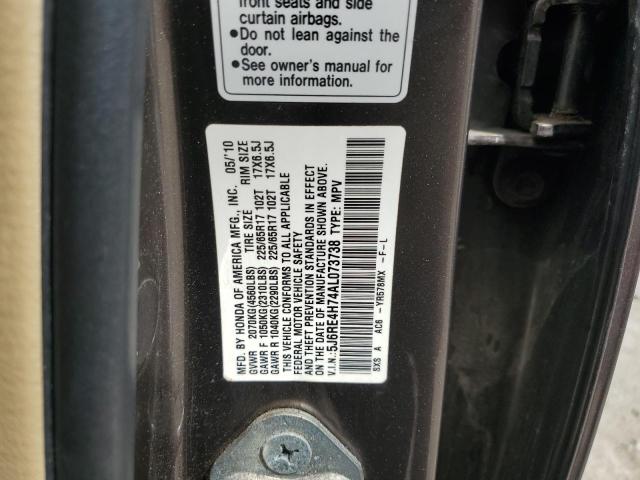 front seats and side
curtain airbags.
•Do not lean against the
door.
•See owner's manual for
more information.
MFD. BY HONDA OF AMERICA MFG., INC. 05/'10
TIRE SIZE RIM SIZE
GVWR 2070KG(4560LBS)
GAWR F 1050KG(2310LBS) 225/65R17 102T 17X6.5J
GAWR R 1040KG(2290LBS) 225/65R17 102T 17X6.5J
THIS VEHICLE CONFORMS TO ALL APPLICABLE
FEDERAL MOTOR VEHICLE SAFETY
AND THEFT PREVENTION STANDARDS IN EFFECT
ON THE DATE OF MANUFACTURE SHOWN ABOVE.
V.I.N.:5J6RE4H74AL073738 TYPE: MPV
SXS A AC6 -YR578MX -F-L